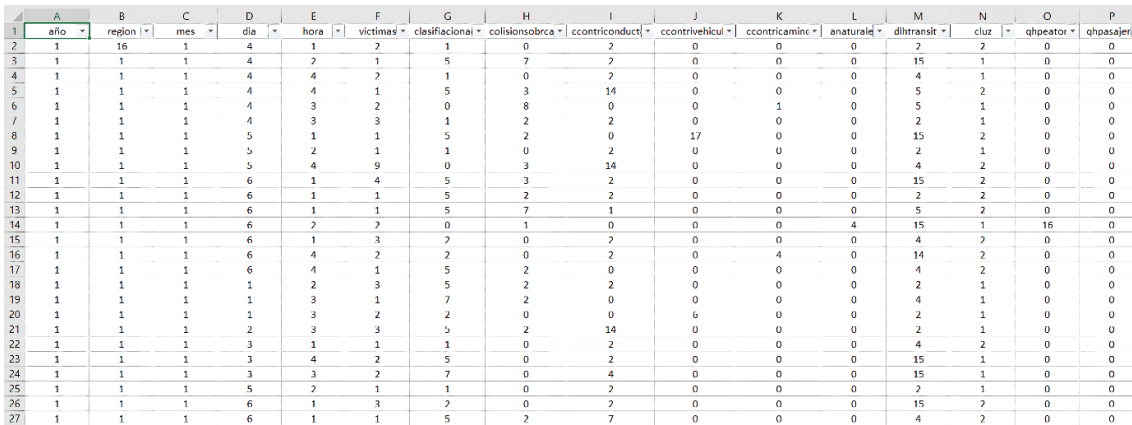 A B C D E F G H I J K L M N O P
1 año region mes dia hora victimas clasifiacional colisionsobrca ccontriconduct ccontrivehicul ccontricamino anaturale dlhtransit cluz qhpeator qhpasajer
2 1 16 1 4 1 2 1 0 2 0 0 0 2 2 0 0
3 1 1 1 4 2 1 5 7 2 0 0 0 15 1 0 0
4 1 1 1 4 4 2 1 0 2 0 0 0 4 1 0 0
5 1 1 1 4 4 1 5 3 14 0 0 0 5 2 0 0
6 1 1 1 4 3 2 0 8 0 0 1 0 5 1 0 0
7 1 1 1 4 3 3 1 2 2 0 0 0 2 1 0 0
8 1 1 1 5 1 1 5 2 0 17 0 0 15 2 0 0
9 1 1 1 5 2 1 1 0 2 0 0 0 2 1 0 0
10 1 1 1 5 4 9 0 3 14 0 0 0 4 2 0 0
11 1 1 1 6 1 4 5 3 2 0 0 0 15 2 0 0
12 1 1 1 6 1 1 5 2 2 0 0 0 2 2 0 0
13 1 1 1 6 1 1 5 7 1 0 0 0 5 2 0 0
14 1 1 1 6 2 2 0 1 0 0 0 4 15 1 16 0
15 1 1 1 6 1 3 2 0 2 0 0 0 4 2 0 0
16 1 1 1 6 4 2 2 0 2 0 4 0 14 2 0 0
17 1 1 1 6 4 1 5 2 0 0 0 0 4 2 0 0
18 1 1 1 1 2 3 5 2 2 0 0 0 2 1 0 0
19 1 1 1 1 3 1 7 2 0 0 0 0 4 1 0 0
20 1 1 1 1 3 2 2 0 0 6 0 0 2 1 0 0
21 1 1 1 2 3 3 5 2 14 0 0 0 2 1 0 0
22 1 1 1 3 1 1 1 0 2 0 0 0 4 2 0 0
23 1 1 1 3 4 2 5 0 2 0 0 0 15 1 0 0
24 1 1 1 3 3 2 7 0 4 0 0 0 15 1 0 0
25 1 1 1 5 2 1 1 0 2 0 0 0 2 1 0 0
26 1 1 1 6 1 3 2 0 2 0 0 0 15 2 0 0
27 1 1 1 6 1 1 5 2 7 0 0 0 4 2 0 0